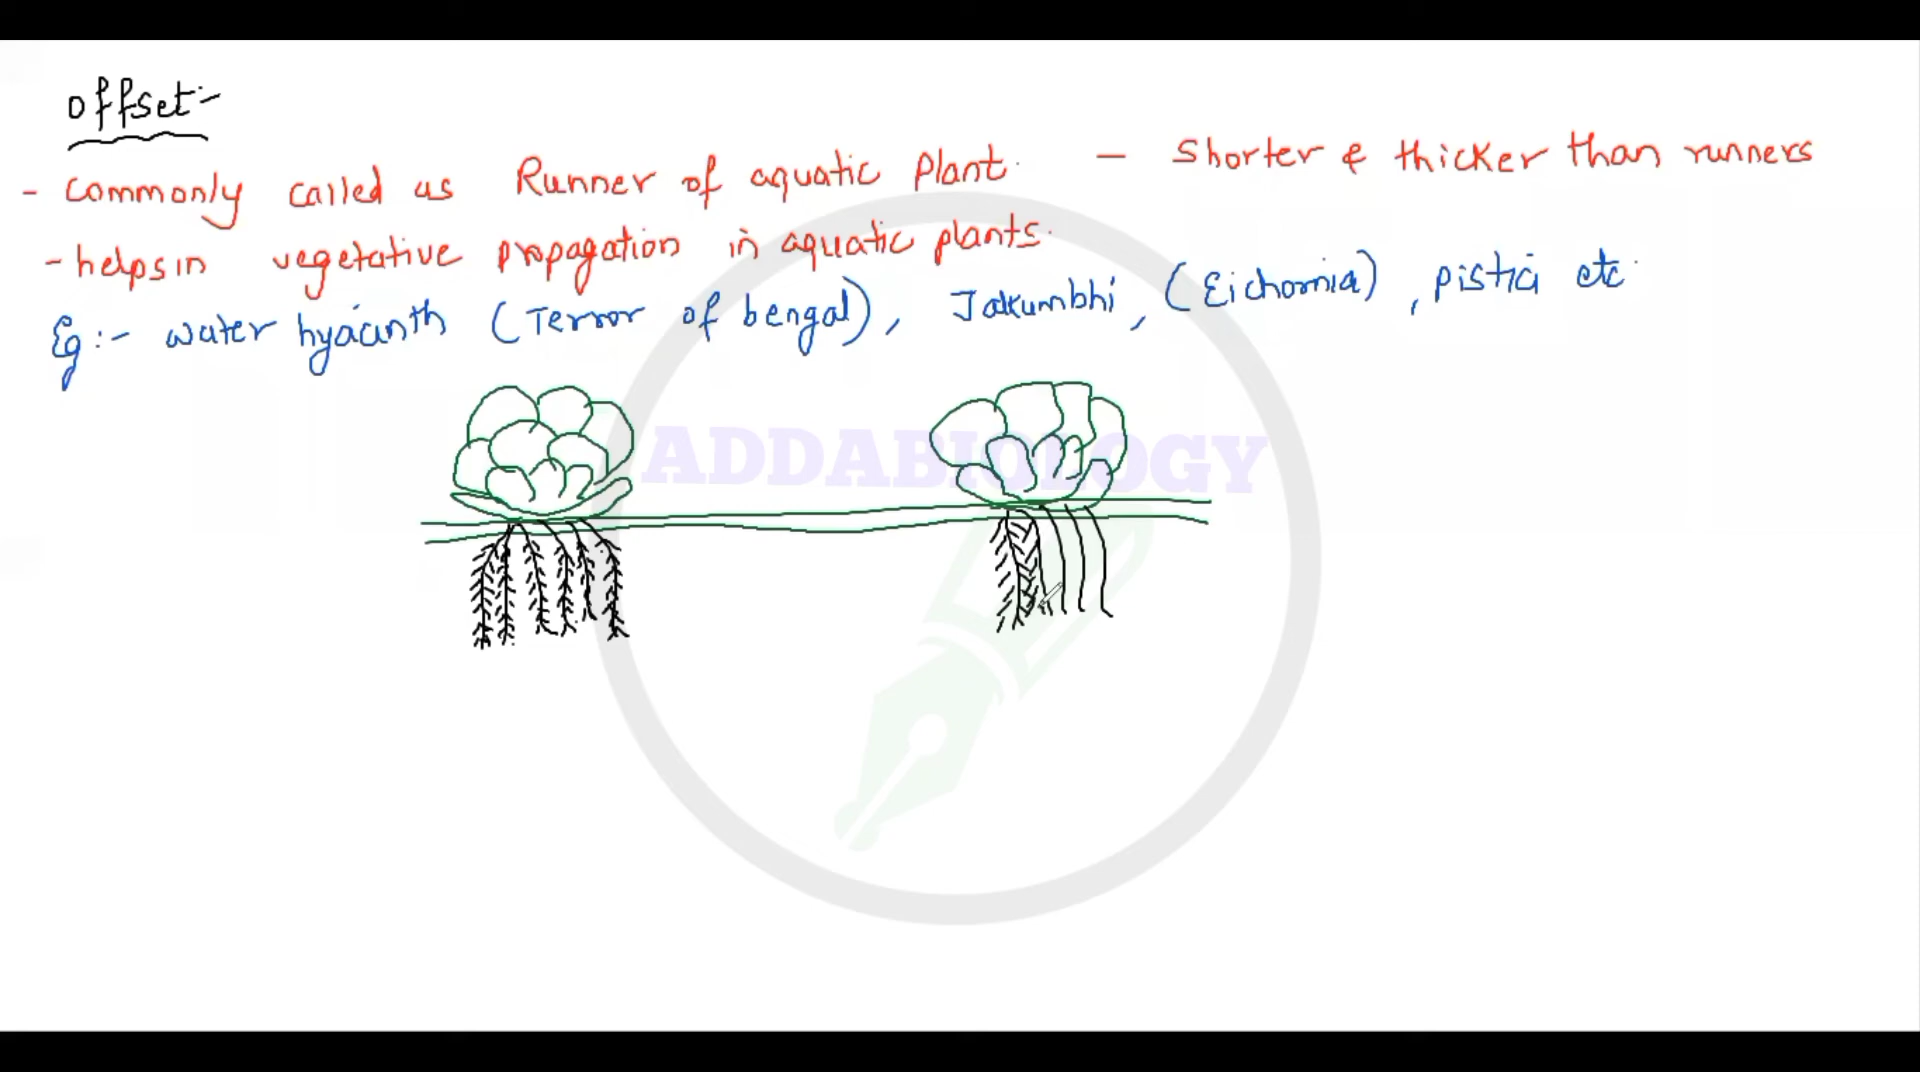 offset:-
- commonly called as Runner of aquatic plant. - Shorter & thicker than runners
- helps in vegetative propagation in aquatic plants.
Eg:- water hyacinth (Terror of bengal), Jalkumbhi, (Eichornia), pistia etc.
ADDABIOLOGY